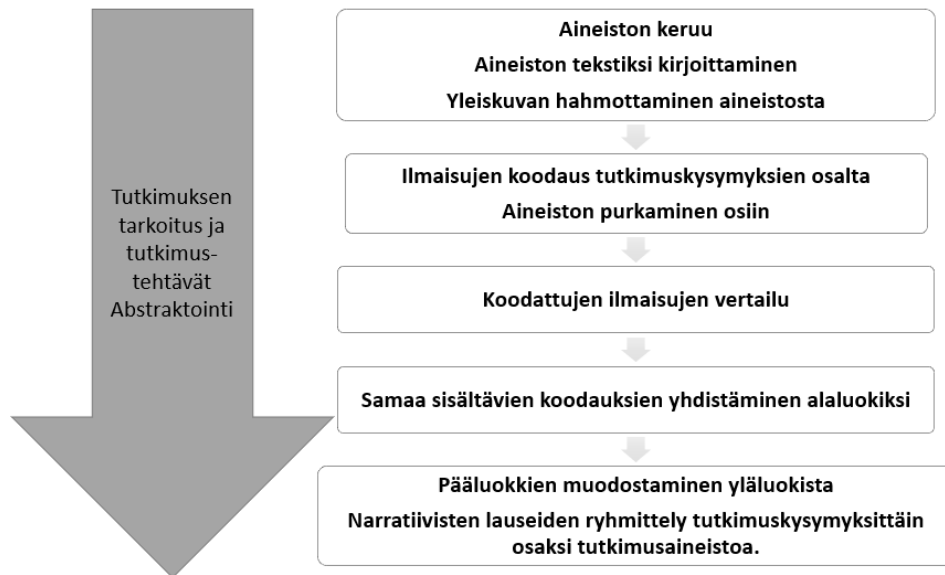 Tutkimuksen
tarkoitus ja
tutkimus-
tehtävät
Abstraktointi
Aineiston keruu
Aineiston tekstiksi kirjoittaminen
Yleiskuvan hahmottaminen aineistosta
Ilmaisujen koodaus tutkimuskysymyksien osalta
Aineiston purkaminen osiin
Koodattujen ilmaisujen vertailu
Samaa sisältävien koodauksien yhdistäminen alaluokiksi
Pääluokkien muodostaminen yläluokista
Narratiivisten lauseiden ryhmittely tutkimuskysymyksittäin
osaksi tutkimusaineistoa.